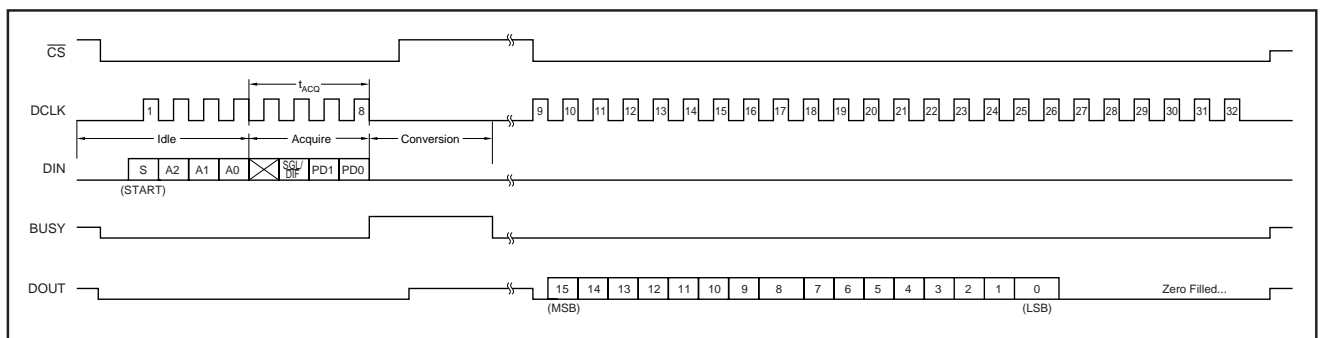 CS
tACQ
DCLK 1 8 9 10 11 12 13 14 15 16 17 18 19 20 21 22 23 24 25 26 27 28 29 30 31 32
Idle Acquire Conversion
DIN S A2 A1 A0 SGL/DIF PD1 PD0
(START)
BUSY
DOUT 15 14 13 12 11 10 9 8 7 6 5 4 3 2 1 0 Zero Filled...
(MSB) (LSB)